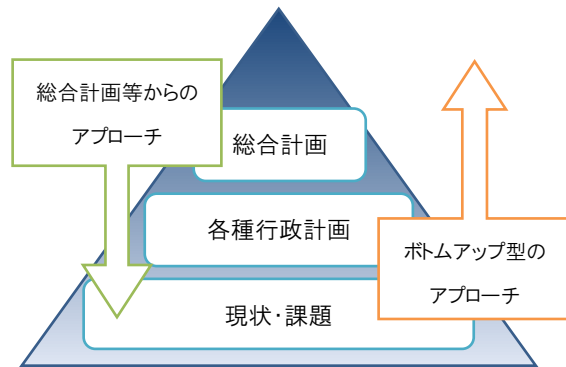 総合計画等からの
アプローチ
総合計画
各種行政計画
ボトムアップ型の
アプローチ
現状・課題